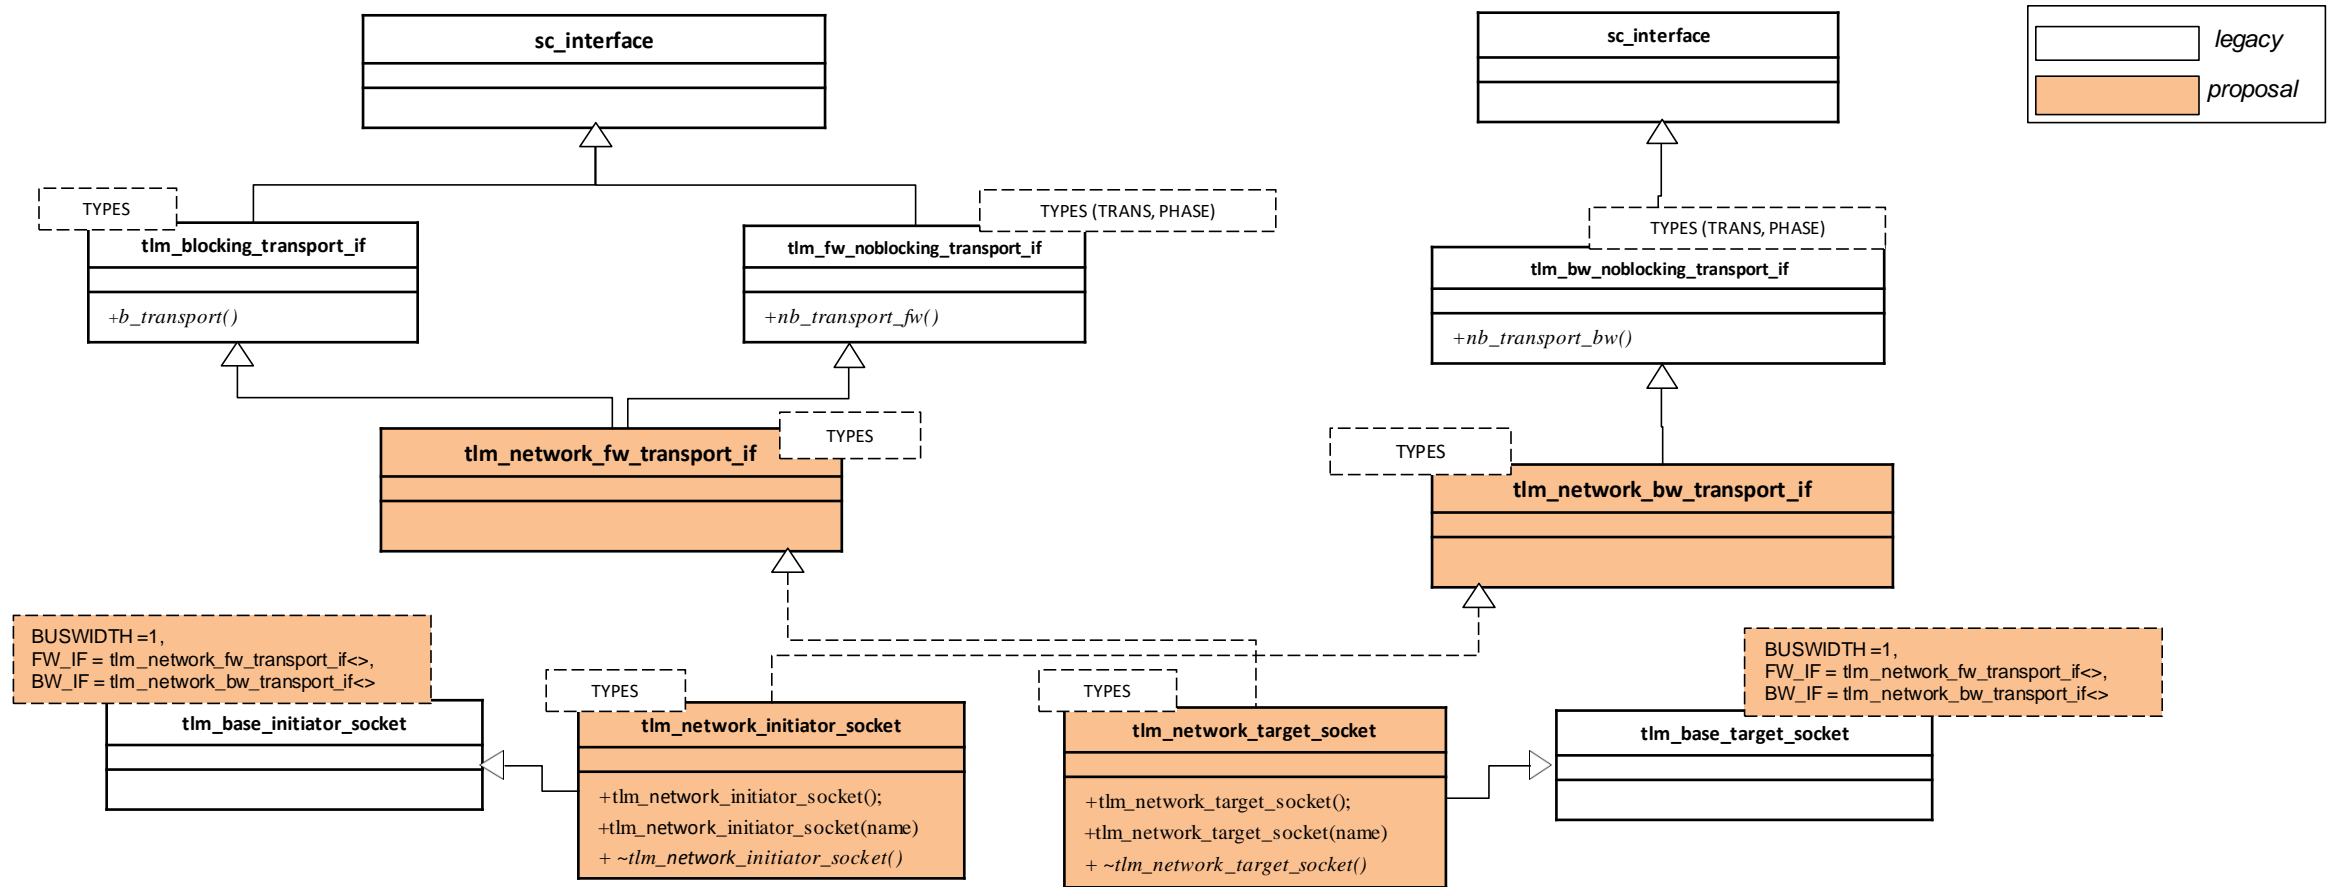 sc_interface
sc_interface
legacy
proposal
TYPES
TYPES (TRANS, PHASE)
TYPES (TRANS, PHASE)
tlm_blocking_transport_if
tlm_fw_noblocking_transport_if
tlm_bw_noblocking_transport_if
+b_transport()
+nb_transport_fw()
+nb_transport_bw()
TYPES
TYPES
tlm_network_fw_transport_if
tlm_network_bw_transport_if
BUSWIDTH =1,
FW_IF = tlm_network_fw_transport_if<>,
BW_IF = tlm_network_bw_transport_if<>
tlm_base_initiator_socket
TYPES
tlm_network_initiator_socket
+tlm_network_initiator_socket();
+tlm_network_initiator_socket(name)
+ ~tlm_network_initiator_socket()
TYPES
tlm_network_target_socket
+tlm_network_target_socket();
+tlm_network_target_socket(name)
+ ~tlm_network_target_socket()
BUSWIDTH =1,
FW_IF = tlm_network_fw_transport_if<>,
BW_IF = tlm_network_bw_transport_if<>
tlm_base_target_socket